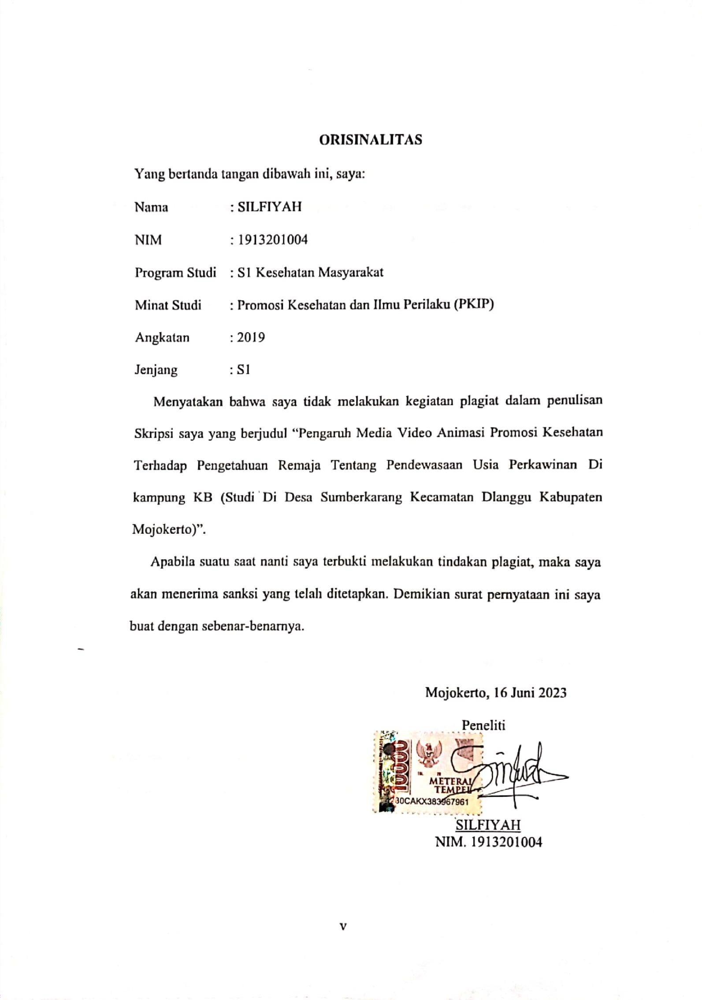 ORISINALITAS
Yang bertanda tangan dibawah ini, saya:
Nama : SILFIYAH
NIM : 1913201004
Program Studi : S1 Kesehatan Masyarakat
Minat Studi : Promosi Kesehatan dan Ilmu Perilaku (PKIP)
Angkatan : 2019
Jenjang : S1
Menyatakan bahwa saya tidak melakukan kegiatan plagiat dalam penulisan
Skripsi saya yang berjudul “Pengaruh Media Video Animasi Promosi Kesehatan
Terhadap Pengetahuan Remaja Tentang Pendewasaan Usia Perkawinan Di
kampung KB (Studi Di Desa Sumberkarang Kecamatan Dlanggu Kabupaten
Mojokerto)”.
Apabila suatu saat nanti saya terbukti melakukan tindakan plagiat, maka saya
akan menerima sanksi yang telah ditetapkan. Demikian surat pernyataan ini saya
buat dengan sebenar-benarnya.
Mojokerto, 16 Juni 2023
Peneliti
10000
METERAI
TEMPEL
30CAKX383967961
SILFIYAH
NIM. 1913201004
v